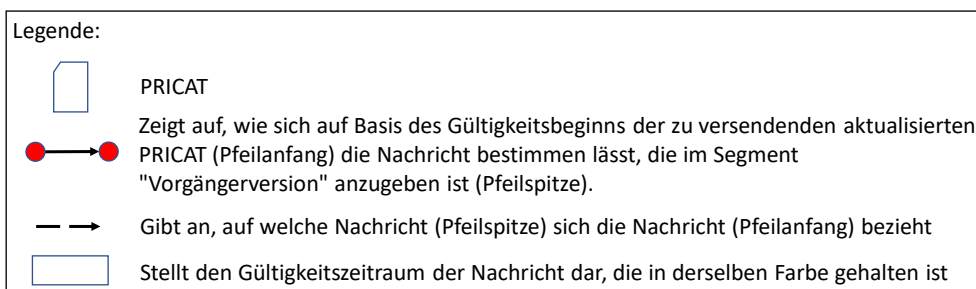 Legende:
PRICAT
Zeigt auf, wie sich auf Basis des Gültigkeitsbeginns der zu versendenden aktualisierten
PRICAT (Pfeilanfang) die Nachricht bestimmen lässt, die im Segment
"Vorgängerversion" anzugeben ist (Pfeilspitze).
Gibt an, auf welche Nachricht (Pfeilspitze) sich die Nachricht (Pfeilanfang) bezieht
Stellt den Gültigkeitszeitraum der Nachricht dar, die in derselben Farbe gehalten ist